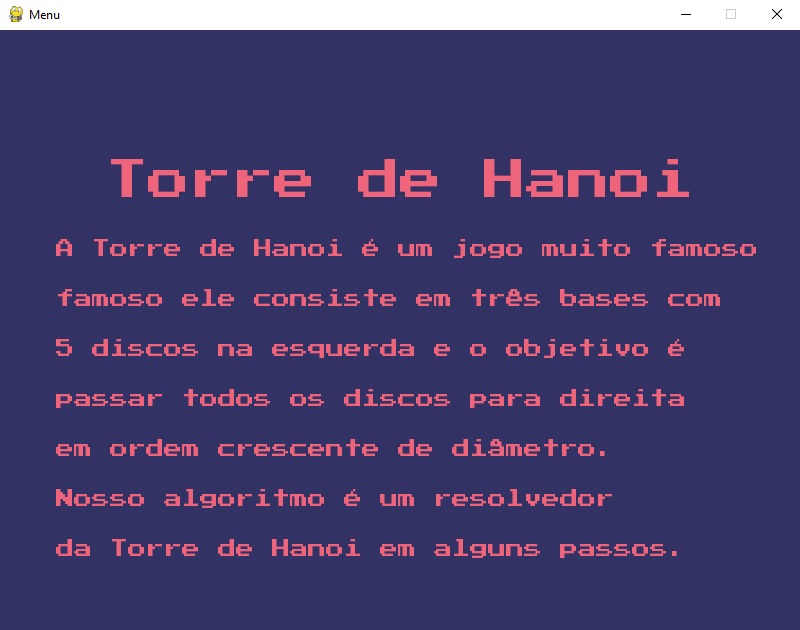 Menu
Torre de Hanoi
A Torre de Hanoi é um jogo muito famoso
famoso ele consiste em três bases com
5 discos na esquerda e o objetivo é
passar todos os discos para direita
em ordem crescente de diâmetro.
Nosso algoritmo é um resolvedor
da Torre de Hanoi em alguns passos.